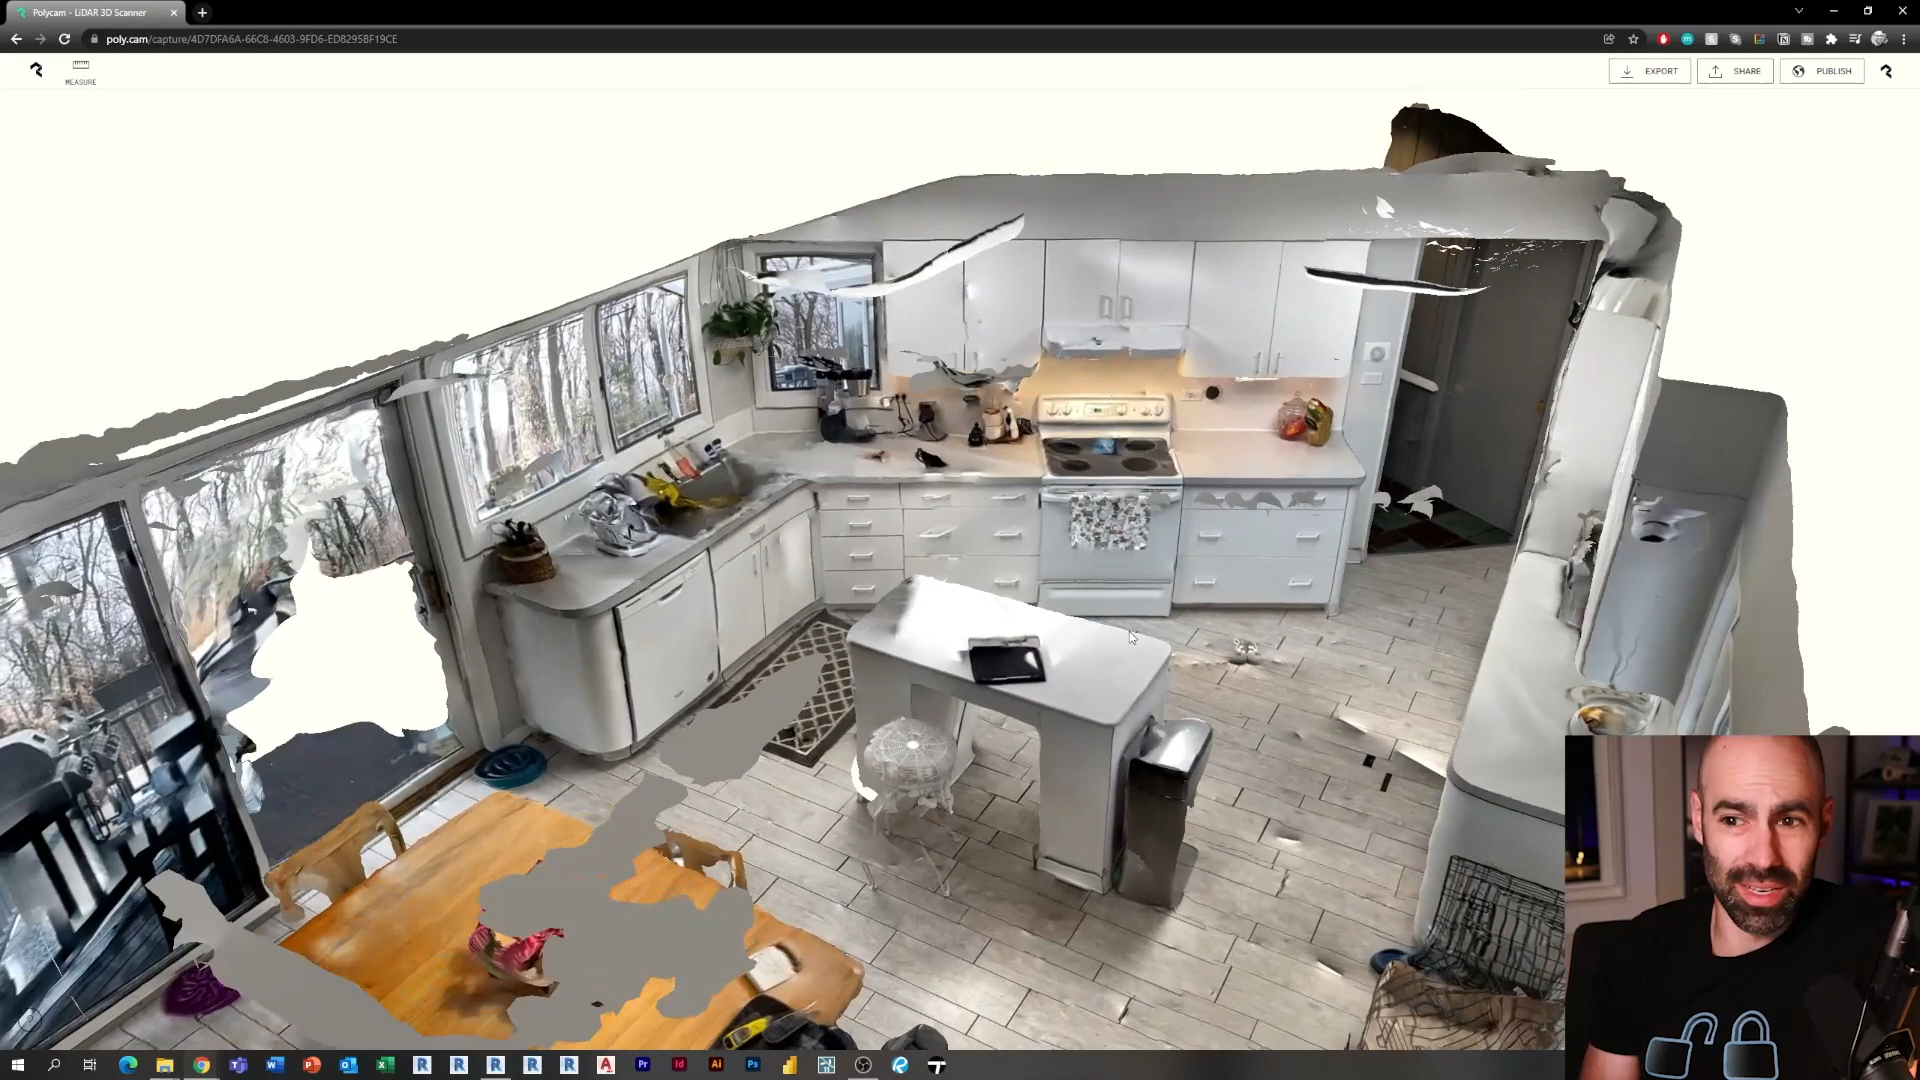 Polycam - LiDAR 3D Scanner
poly.cam/capture/4D7DFA6A-66C8-4603-9FD6-ED8295BF19CE
MEASURE
EXPORT
SHARE
PUBLISH